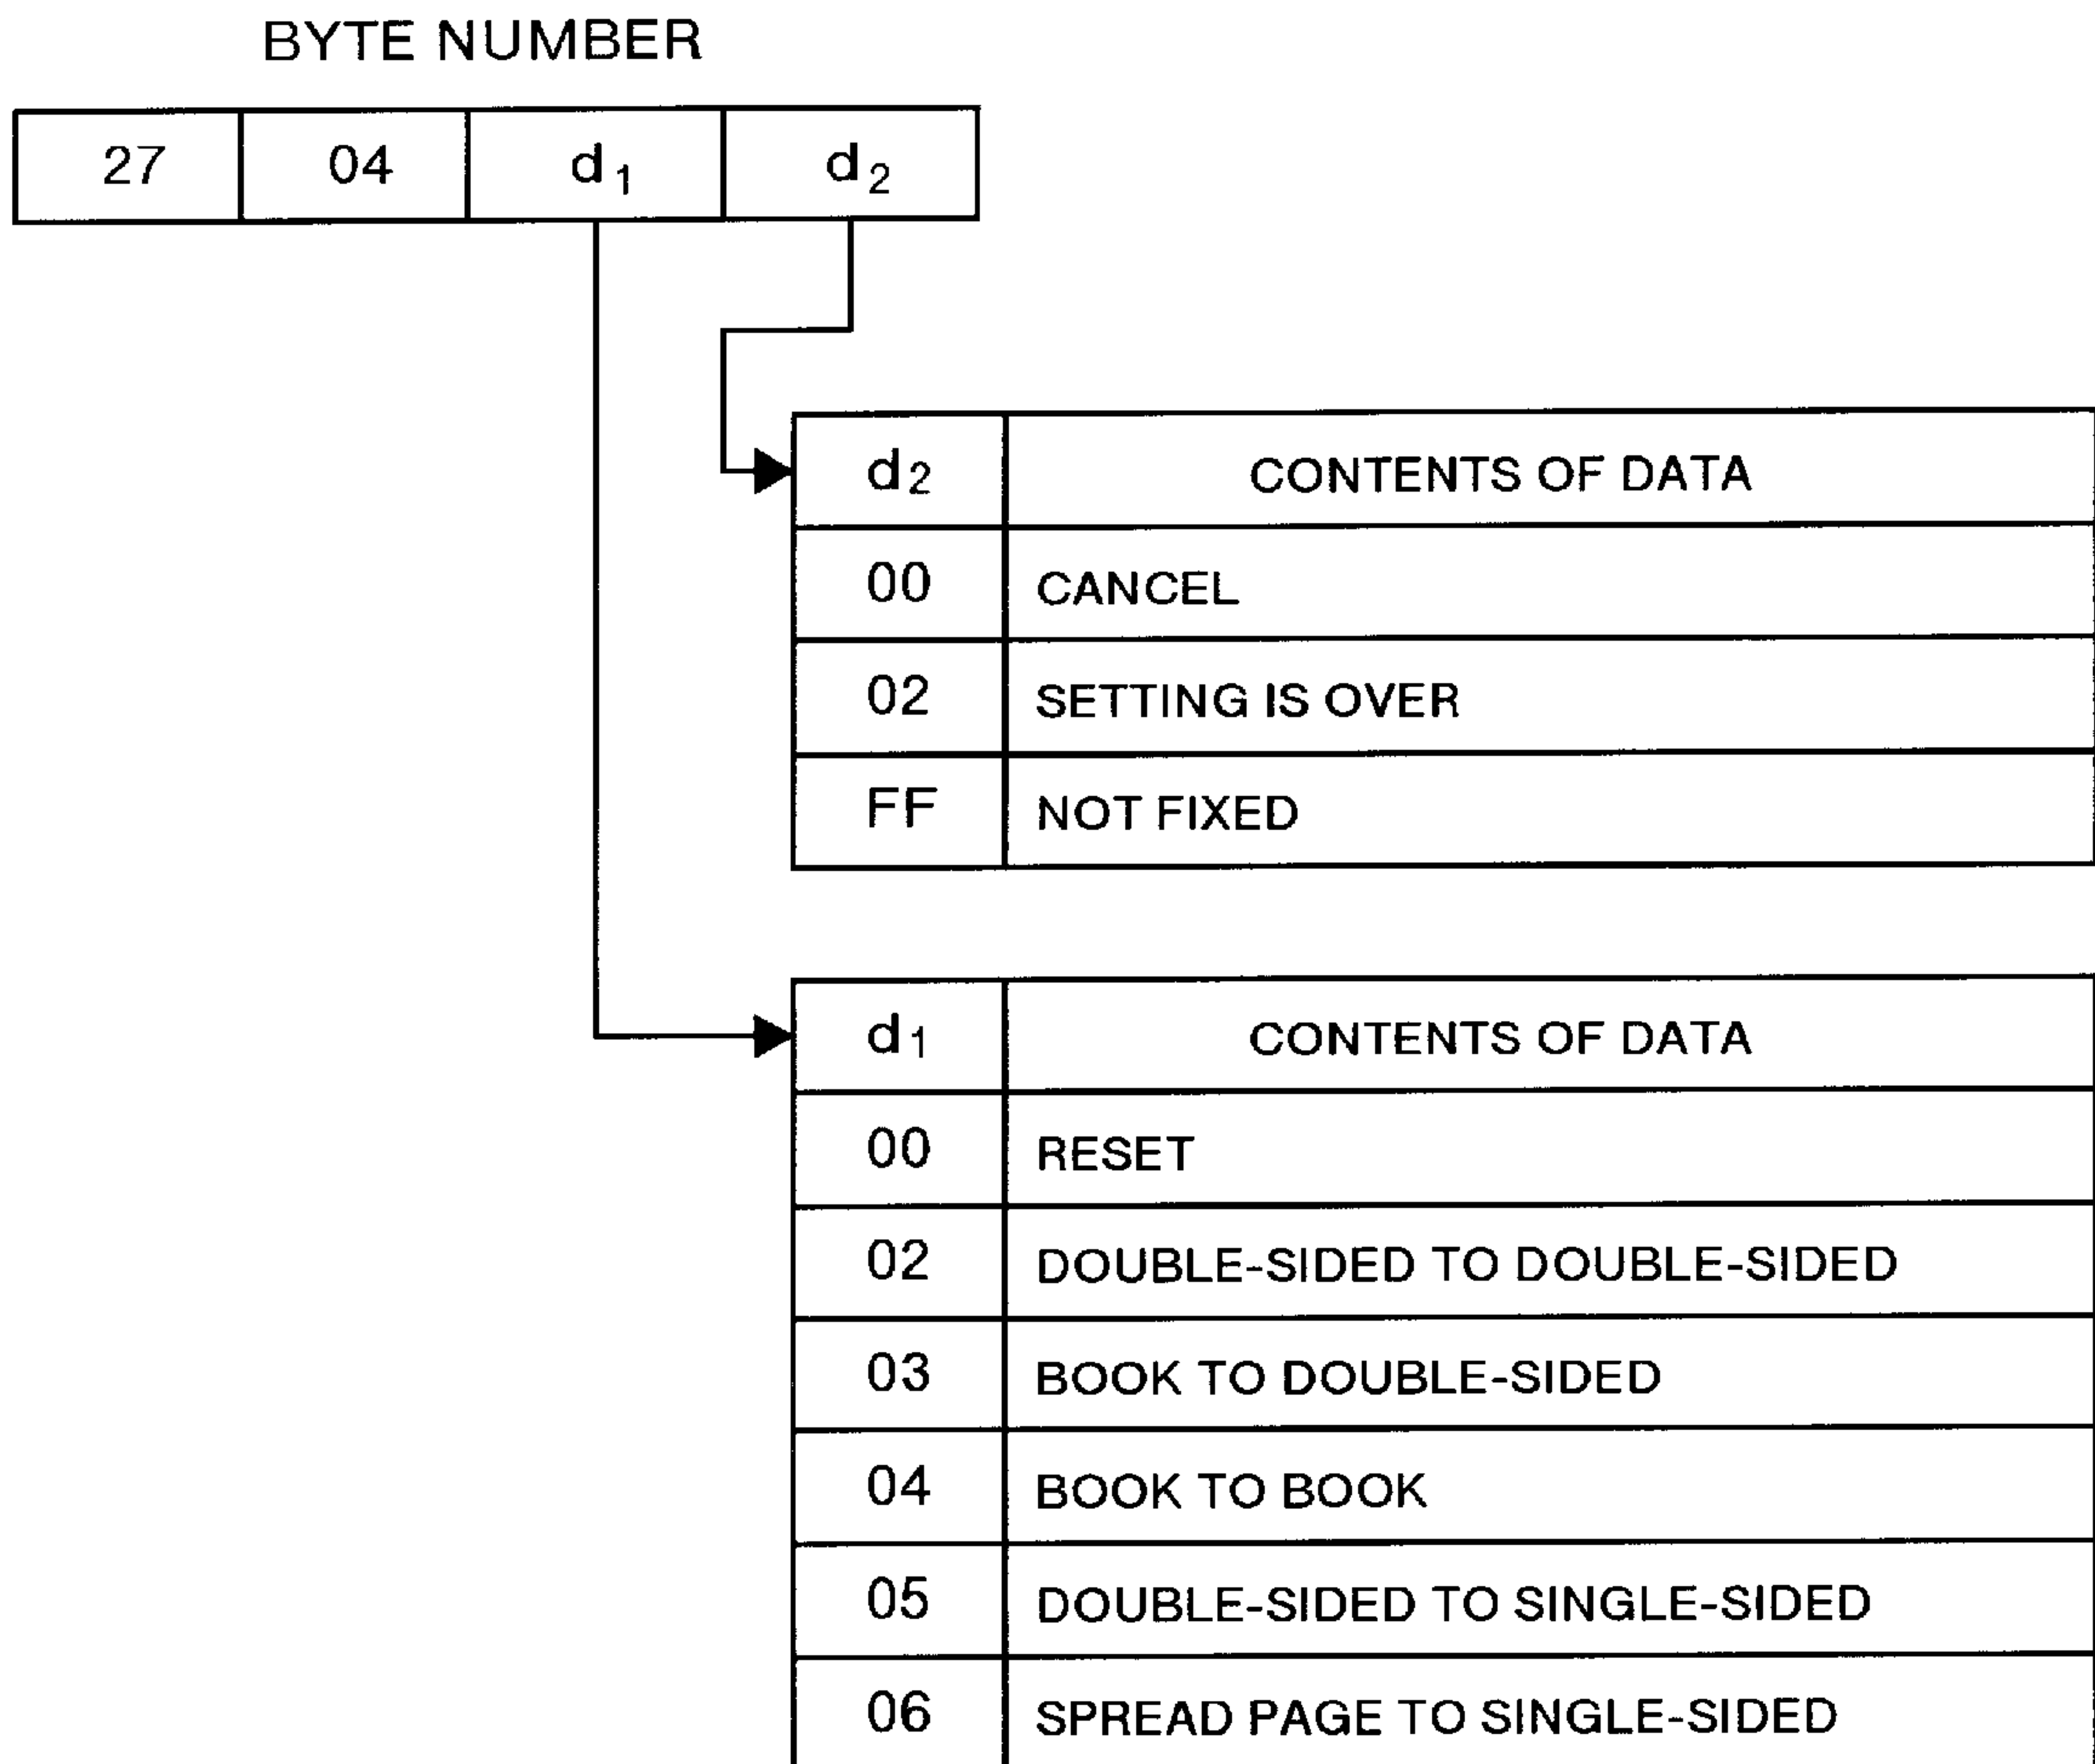 BYTE NUMBER
27 04 d1 d2
d2 CONTENTS OF DATA
00 CANCEL
02 SETTING IS OVER
FF NOT FIXED
d1 CONTENTS OF DATA
00 RESET
02 DOUBLE-SIDED TO DOUBLE-SIDED
03 BOOK TO DOUBLE-SIDED
04 BOOK TO BOOK
05 DOUBLE-SIDED TO SINGLE-SIDED
06 SPREAD PAGE TO SINGLE-SIDED